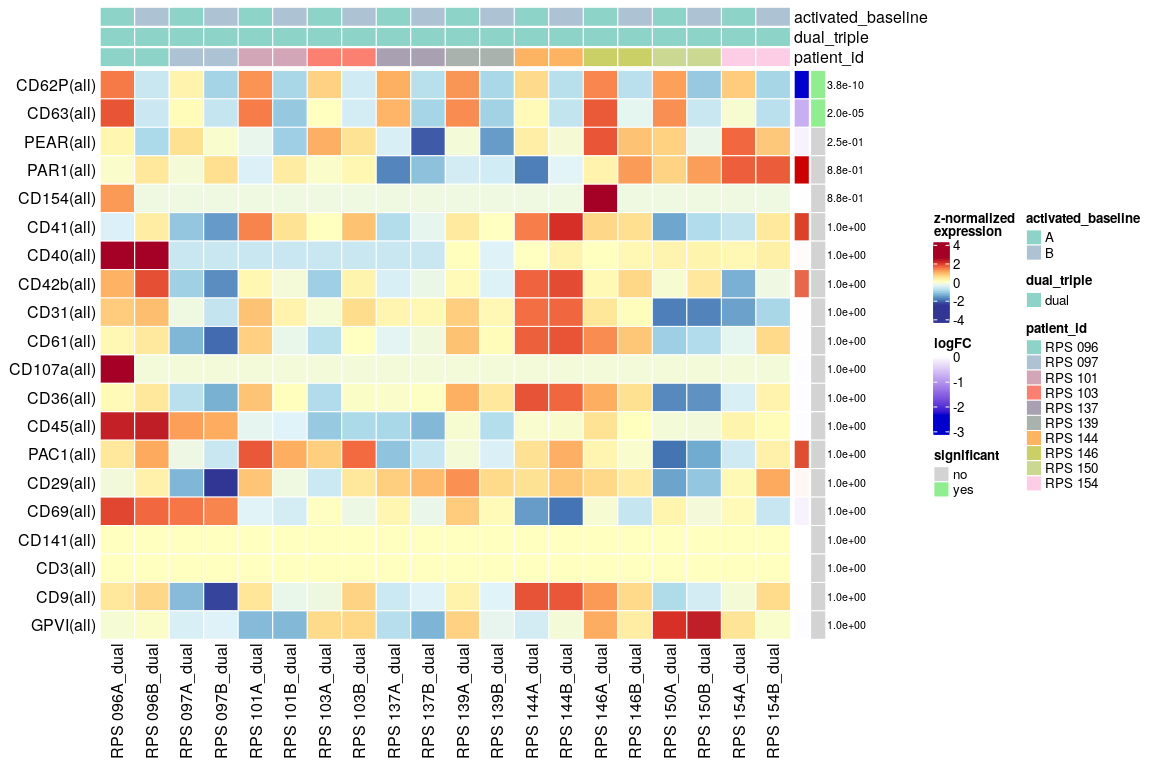 activated_baseline
dual_triple
patient_id
CD62P(all) 3.8e-10
CD63(all) 2.0e-05
PEAR(all) 2.5e-01
PAR1(all) 8.8e-01
CD154(all) 8.8e-01
CD41(all) 1.0e+00
CD40(all) 1.0e+00
CD42b(all) 1.0e+00
CD31(all) 1.0e+00
CD61(all) 1.0e+00
CD107a(all) 1.0e+00
CD36(all) 1.0e+00
CD45(all) 1.0e+00
PAC1(all) 1.0e+00
CD29(all) 1.0e+00
CD69(all) 1.0e+00
CD141(all) 1.0e+00
CD3(all) 1.0e+00
CD9(all) 1.0e+00
GPVI(all) 1.0e+00
RPS 096A_dual
RPS 096B_dual
RPS 097A_dual
RPS 097B_dual
RPS 101A_dual
RPS 101B_dual
RPS 103A_dual
RPS 103B_dual
RPS 137A_dual
RPS 137B_dual
RPS 139A_dual
RPS 139B_dual
RPS 144A_dual
RPS 144B_dual
RPS 146A_dual
RPS 146B_dual
RPS 150A_dual
RPS 150B_dual
RPS 154A_dual
RPS 154B_dual
z-normalized
expression
4
2
0
-2
-4
logFC
0
-1
-2
-3
significant
no
yes
activated_baseline
A
B
dual_triple
dual
patient_id
RPS 096
RPS 097
RPS 101
RPS 103
RPS 137
RPS 139
RPS 144
RPS 146
RPS 150
RPS 154